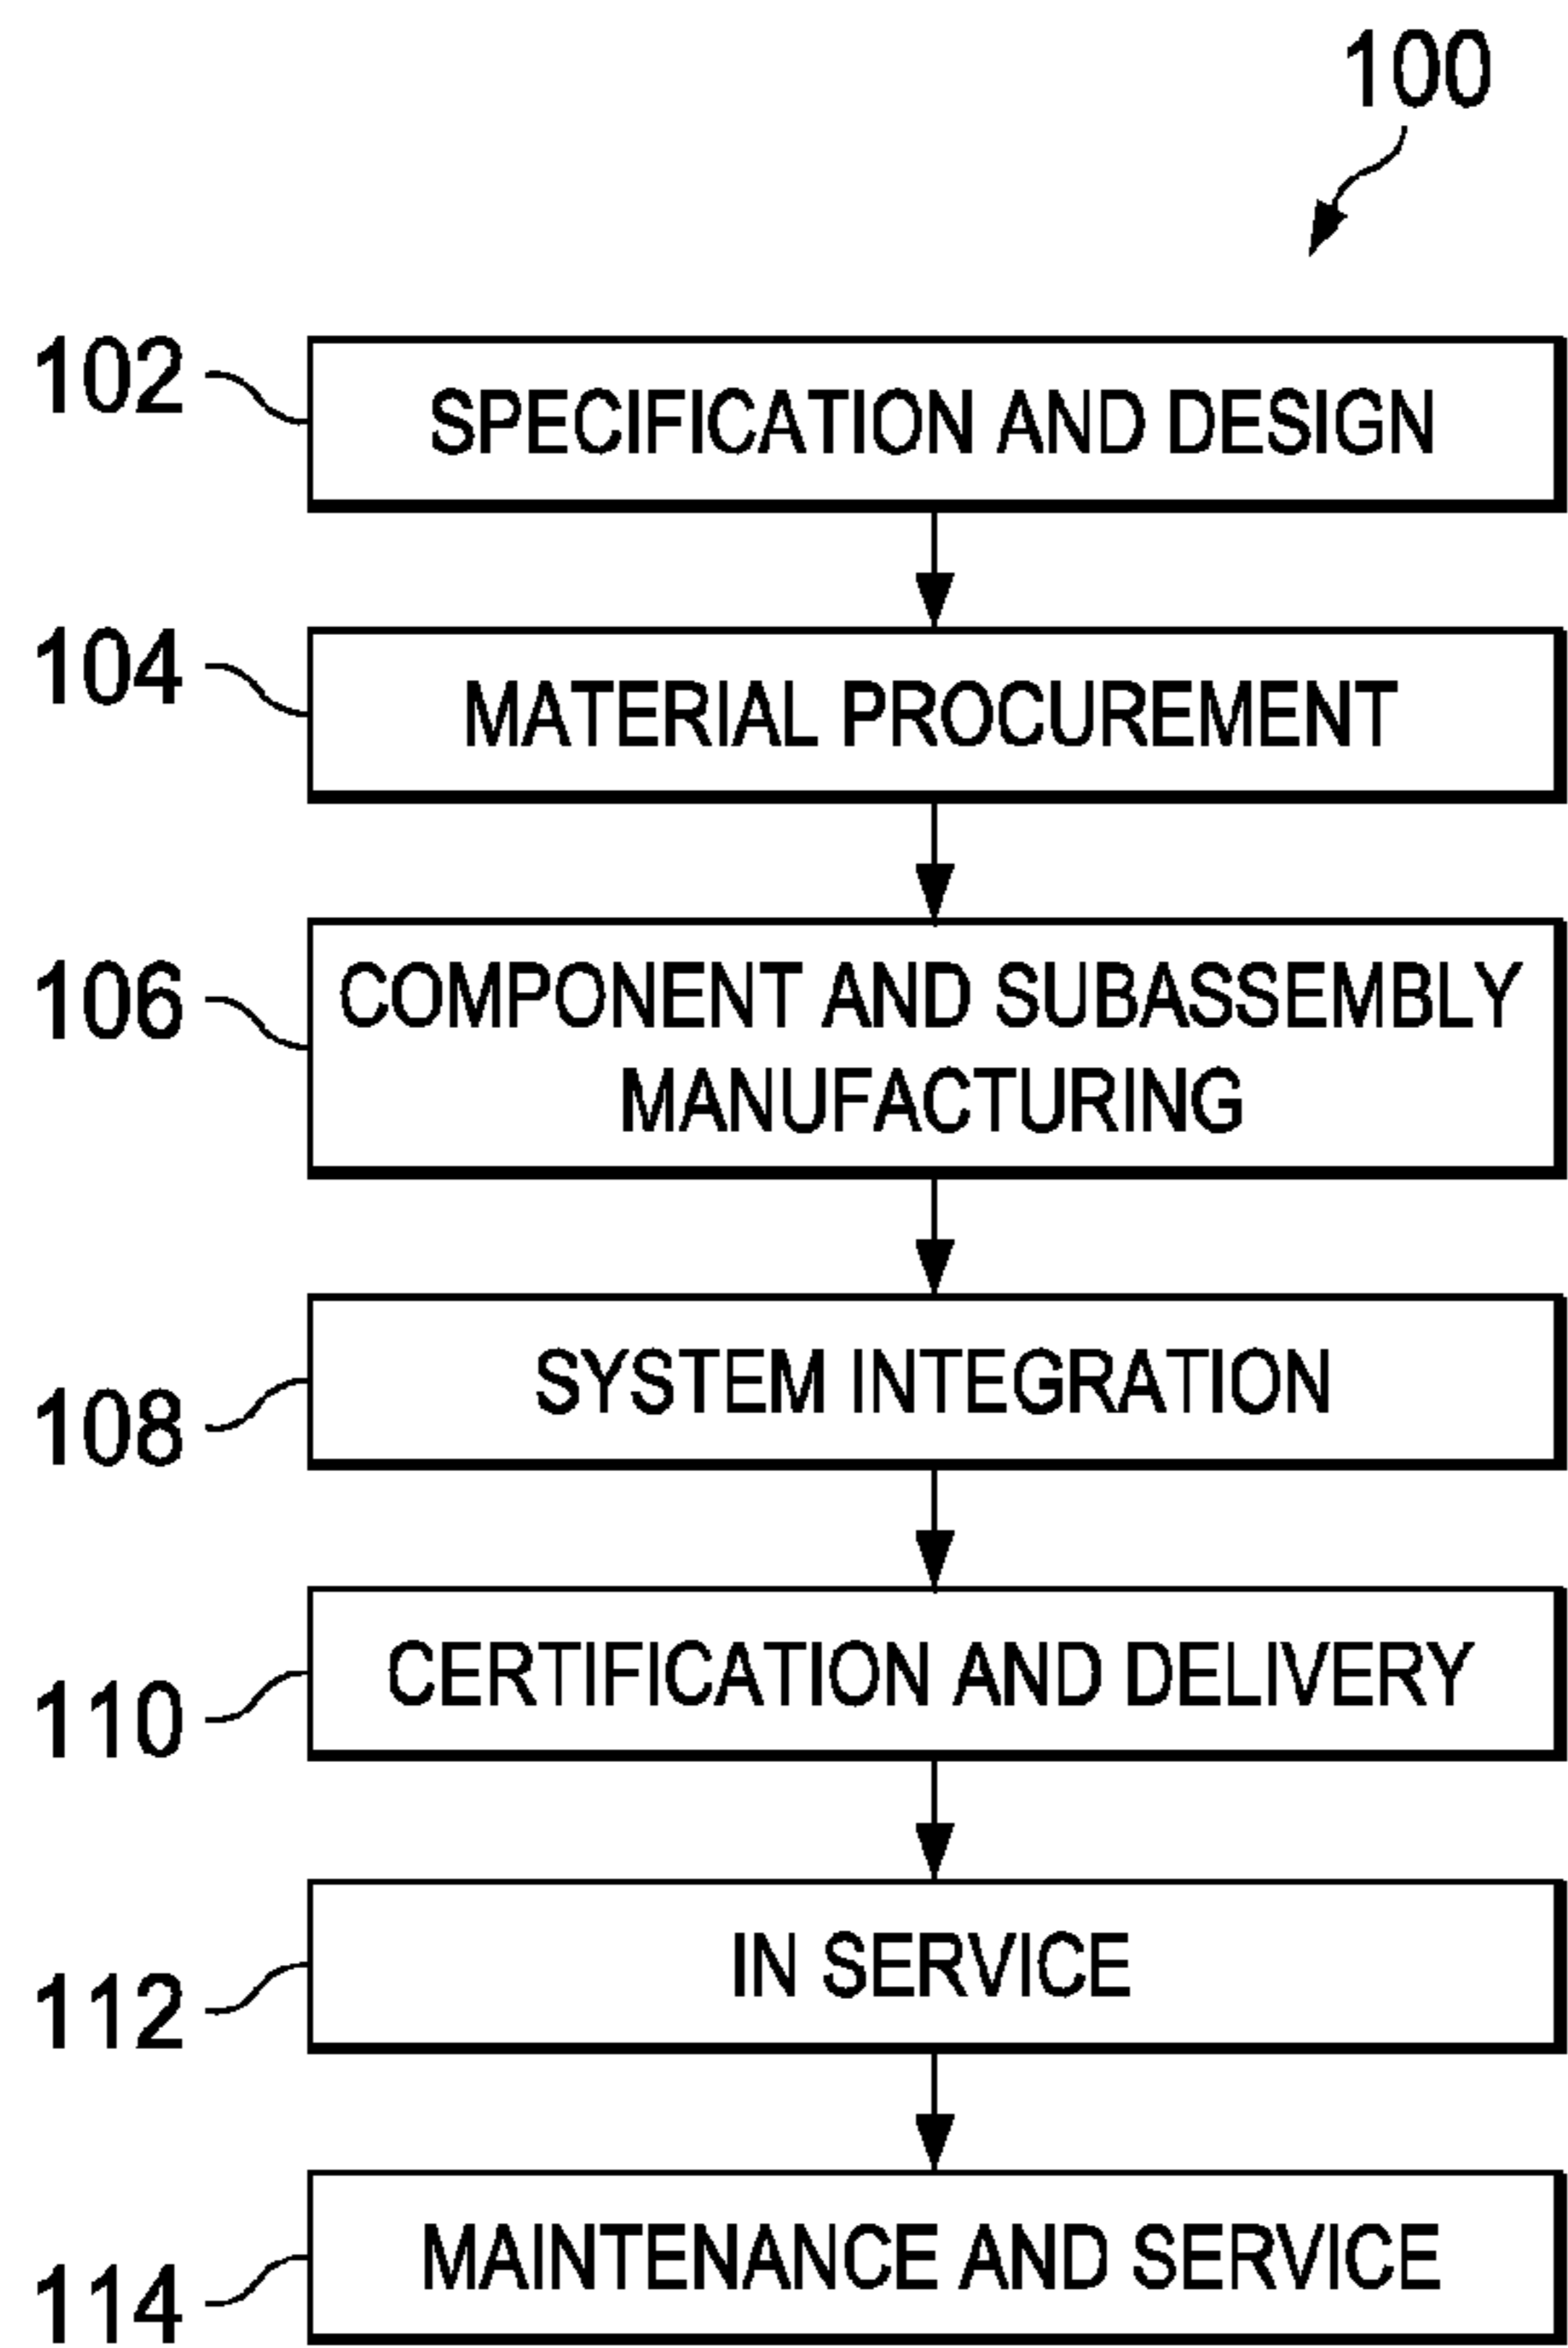 100
102
SPECIFICATION AND DESIGN
104
MATERIAL PROCUREMENT
106
COMPONENT AND SUBASSEMBLY
MANUFACTURING
108
SYSTEM INTEGRATION
110
CERTIFICATION AND DELIVERY
112
IN SERVICE
114
MAINTENANCE AND SERVICE